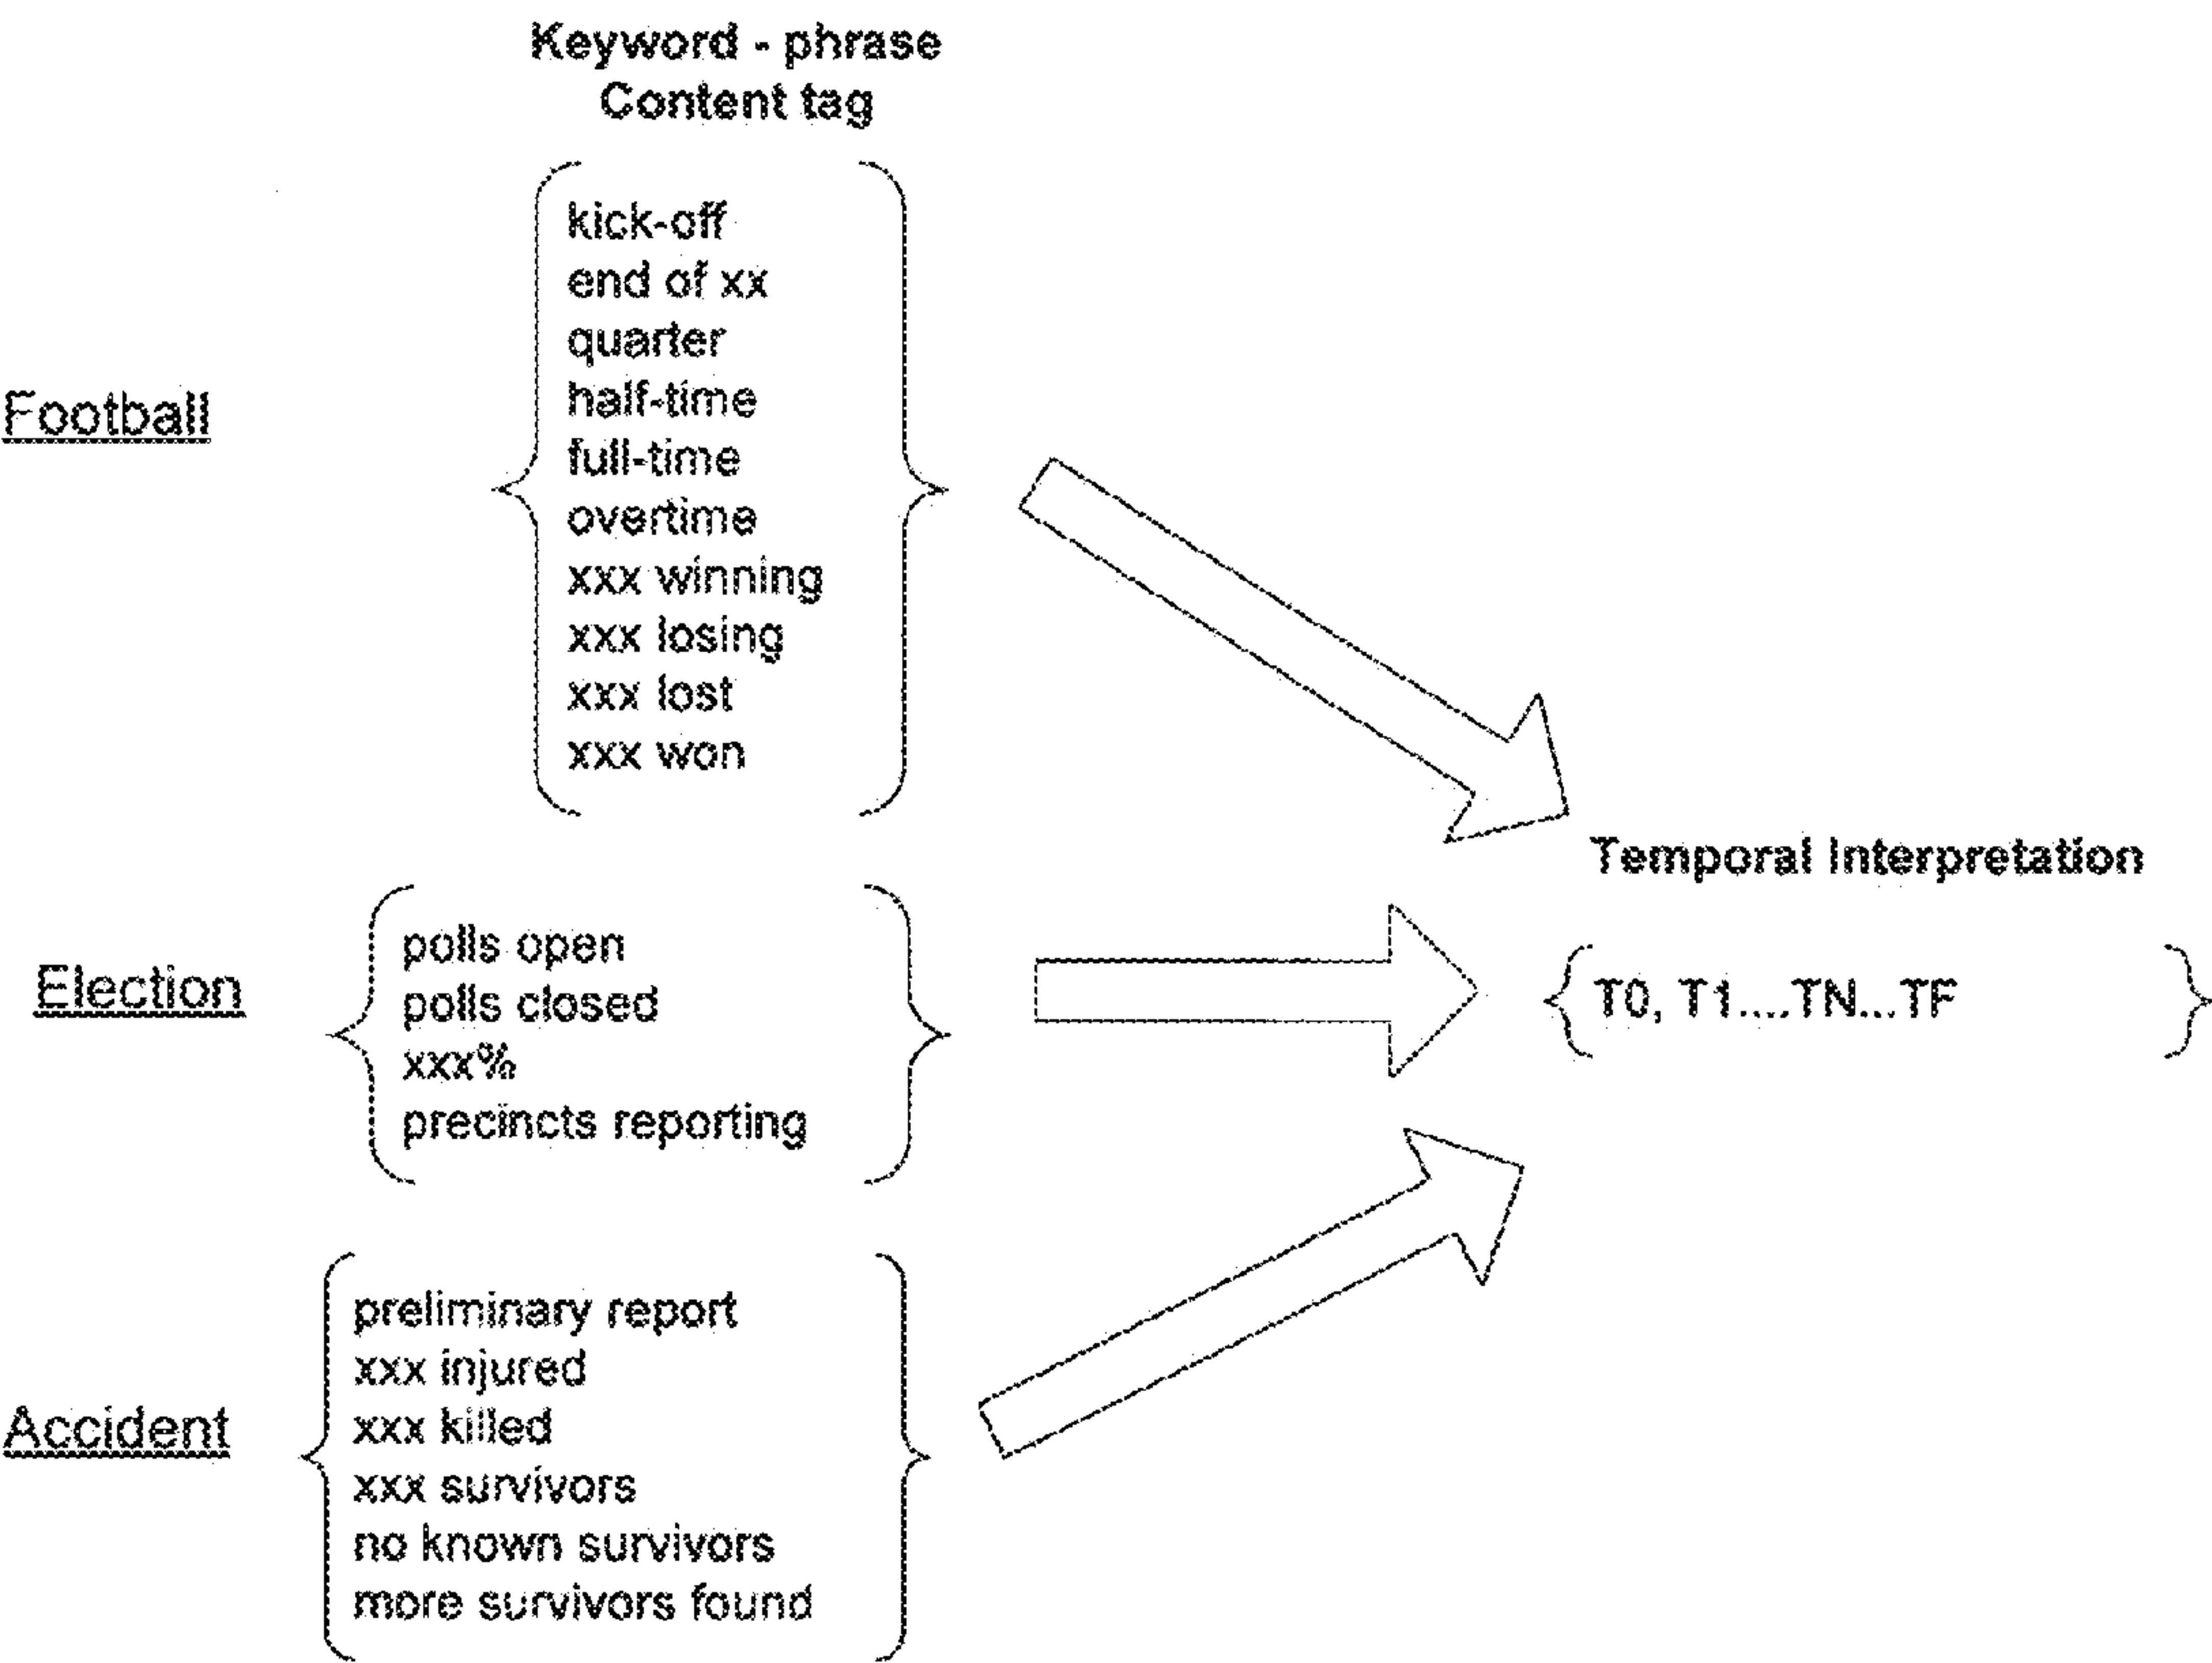 Keyword - phrase
Content tag
Football
kick-off
end of xx
quarter
half-time
full-time
overtime
xxx winning
xxx losing
xxx lost
xxx won
Election
polls open
polls closed
xxx%
precincts reporting
Accident
preliminary report
xxx injured
xxx killed
xxx survivors
no known survivors
more survivors found
Temporal Interpretation
T0, T1....TN...TF